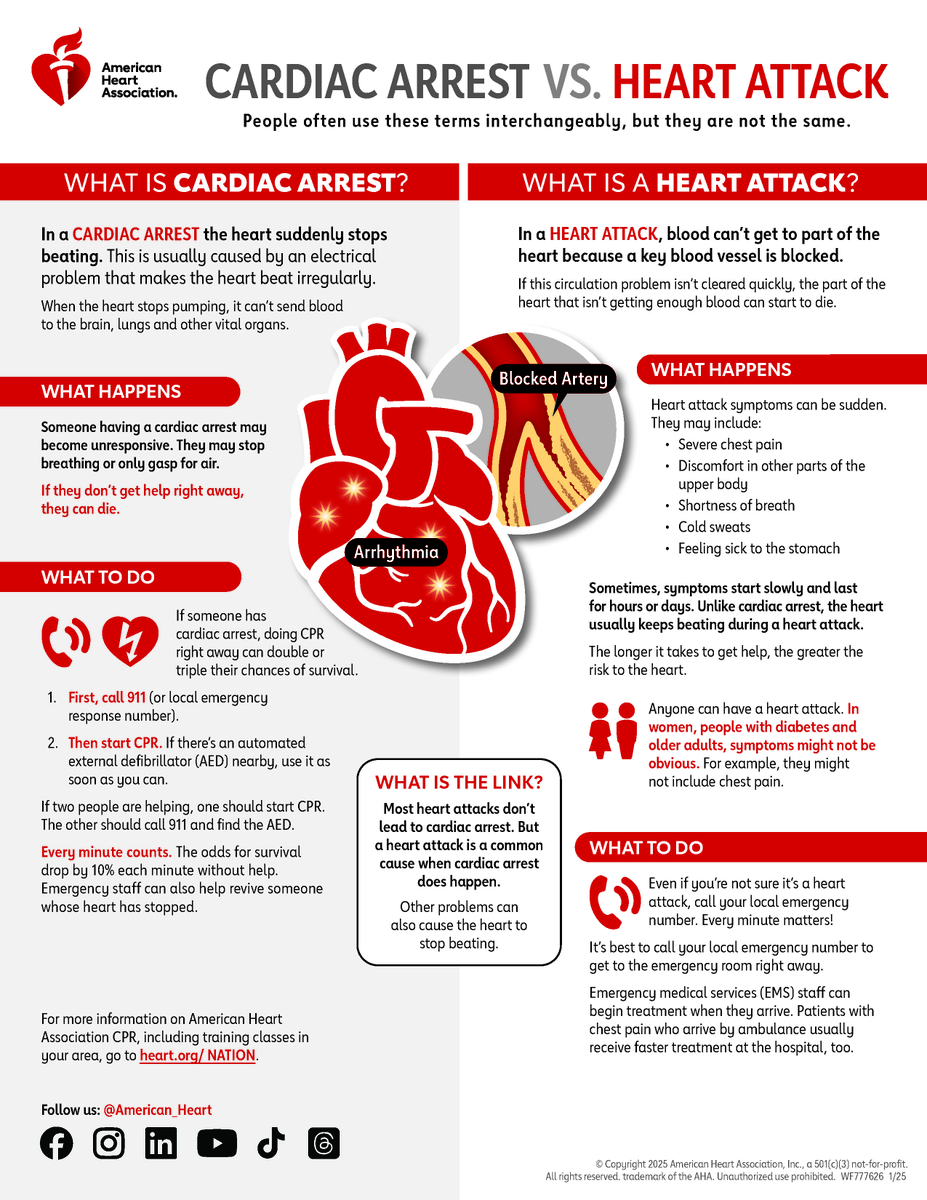 American
Heart
Association.
CARDIAC ARREST VS. HEART ATTACK
People often use these terms interchangeably, but they are not the same.
WHAT IS CARDIAC ARREST?
In a CARDIAC ARREST the heart suddenly stops
beating. This is usually caused by an electrical
problem that makes the heart beat irregularly.
When the heart stops pumping, it can’t send blood
to the brain, lungs and other vital organs.
WHAT HAPPENS
Someone having a cardiac arrest may
become unresponsive. They may stop
breathing or only gasp for air.
If they don’t get help right away,
they can die.
WHAT TO DO
If someone has
cardiac arrest, doing CPR
right away can double or
triple their chances of survival.
1. First, call 911 (or local emergency
response number).
2. Then start CPR. If there’s an automated
external defibrillator (AED) nearby, use it as
soon as you can.
If two people are helping, one should start CPR.
The other should call 911 and find the AED.
Every minute counts. The odds for survival
drop by 10% each minute without help.
Emergency staff can also help revive someone
whose heart has stopped.
For more information on American Heart
Association CPR, including training classes in
your area, go to heart.org/ NATION.
Follow us: @American_Heart
Arrhythmia
Blocked Artery
WHAT IS THE LINK?
Most heart attacks don’t
lead to cardiac arrest. But
a heart attack is a common
cause when cardiac arrest
does happen.
Other problems can
also cause the heart to
stop beating.
WHAT IS A HEART ATTACK?
In a HEART ATTACK, blood can’t get to part of the
heart because a key blood vessel is blocked.
If this circulation problem isn’t cleared quickly, the part of the
heart that isn’t getting enough blood can start to die.
WHAT HAPPENS
Heart attack symptoms can be sudden.
They may include:
• Severe chest pain
• Discomfort in other parts of the
upper body
• Shortness of breath
• Cold sweats
• Feeling sick to the stomach
Sometimes, symptoms start slowly and last
for hours or days. Unlike cardiac arrest, the heart
usually keeps beating during a heart attack.
The longer it takes to get help, the greater the
risk to the heart.
Anyone can have a heart attack. In
women, people with diabetes and
older adults, symptoms might not be
obvious. For example, they might
not include chest pain.
WHAT TO DO
Even if you’re not sure it’s a heart
attack, call your local emergency
number. Every minute matters!
It’s best to call your local emergency number to
get to the emergency room right away.
Emergency medical services (EMS) staff can
begin treatment when they arrive. Patients with
chest pain who arrive by ambulance usually
receive faster treatment at the hospital, too.
© Copyright 2025 American Heart Association, Inc., a 501(c)(3) not-for-profit.
All rights reserved. trademark of the AHA. Unauthorized use prohibited. WF777626 1/25